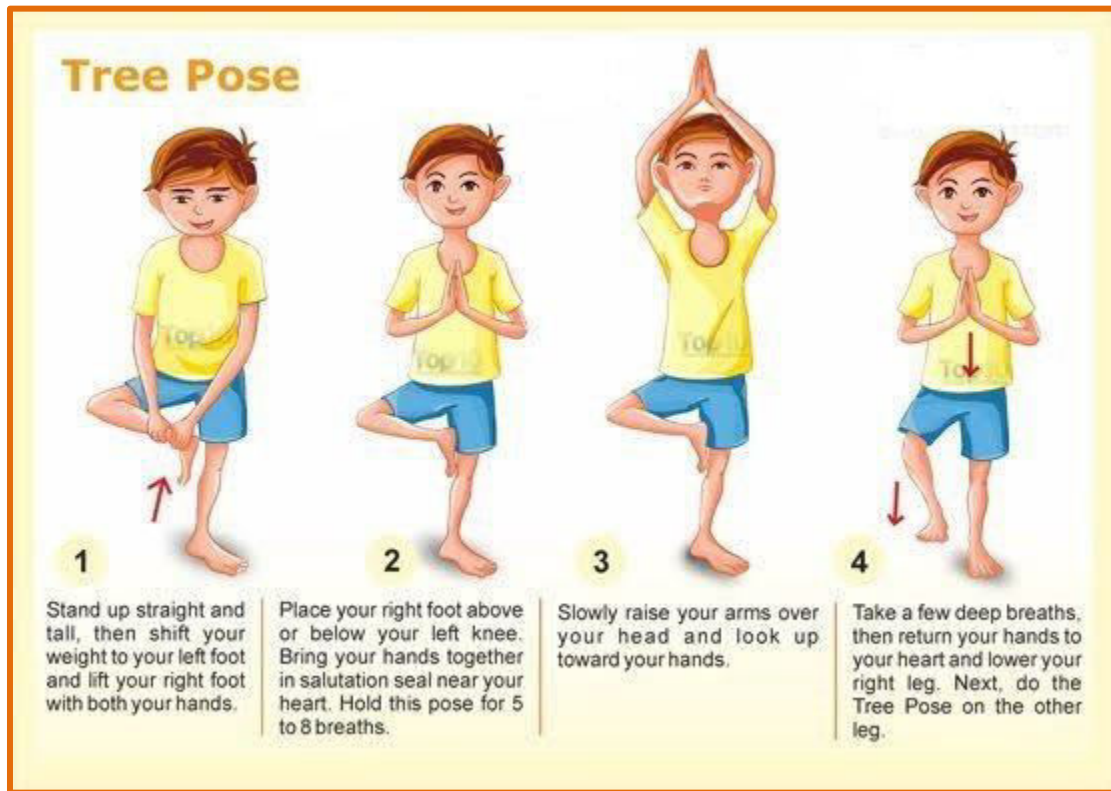 Tree Pose
Top10
Top10
Top10
Top10
1
Stand up straight and
tall, then shift your
weight to your left foot
and lift your right foot
with both your hands.
2
Place your right foot above
or below your left knee.
Bring your hands together
in salutation seal near your
heart. Hold this pose for 5
to 8 breaths.
3
Slowly raise your arms over
your head and look up
toward your hands.
4
Take a few deep breaths,
then return your hands to
your heart and lower your
right leg. Next, do the
Tree Pose on the other
leg.